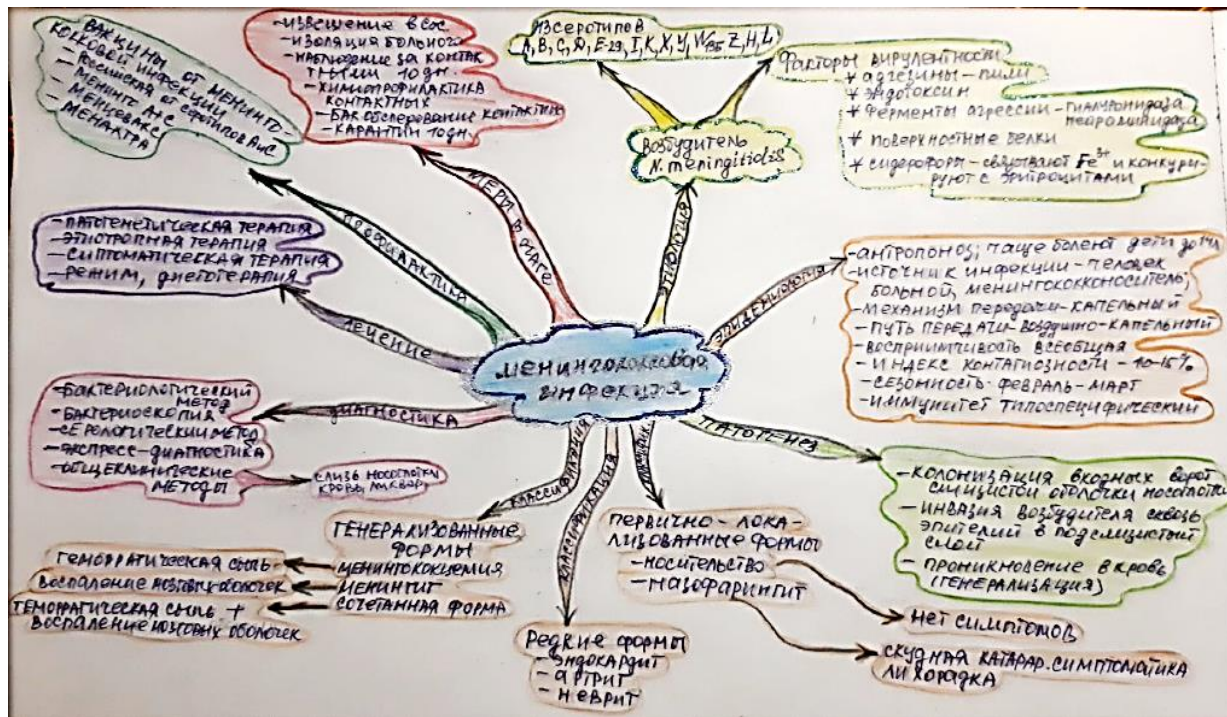 ВАКЦИНЫ ОТ МЕНИНГО-
КОККОВОЙ ИНФЕКЦИИ
- РОССИЙСКАЯ ОТ СЕРОТИПОВ АиС
- МЕНИНГО А+С
- МЕНЦЕВАКС
- МЕНАКТРА
- ИЗВЕЩЕНИЕ В СЭС
- ИЗОЛЯЦИЯ БОЛЬНОГО
- НАБЛЮДЕНИЕ ЗА КОНТАК
ТНЫМИ 10 ДН.
- ХИМИОПРОФИЛАКТИКА
КОНТАКТНЫХ
- БАК ОБСЛЕДОВАНИЕ КОНТАКТНЫХ
- КАРАНТИН 10 ДН.
СЕРОТИПОВ
A, B, C, D, E-29, I, K, X, Y, W135 Z, H, L
ВОЗБУДИТЕЛЬ
N. meningitidis
ФАКТОРЫ ВИРУЛЕНТНОСТИ
* АДГЕЗИНЫ - ПИЛИ
* ЭНДОТОКСИН
* ФЕРМЕНТЫ АГРЕССИИ - ГИАЛУРОНИДАЗА
НЕЙРОМИНИДАЗА
* ПОВЕРХНОСТНЫЕ БЕЛКИ
* СИДЕРОФОРЫ - СВЯЗЫВАЮТ Fe3+ И КОНКУРИ-
РУЮТ С ЭРИТРОЦИТАМИ
ПРОФИЛАКТИКА
МЕРЫ В ОЧАГЕ
ЭТИОЛОГИЯ
ЭПИДЕМИОЛОГИЯ
- ПАТОГЕНЕТИЧЕСКАЯ ТЕРАПИЯ
- ЭТИОТРОПНАЯ ТЕРАПИЯ
- СИПТОМАТИЧЕСКАЯ ТЕРАПИЯ
- РЕЖИМ, ДИЕТОТЕРАПИЯ
ЛЕЧЕНИЕ
- АНТРОПОНОЗ; ЧАЩЕ БОЛЕЮТ ДЕТИ ДО
- ИСТОЧНИК ИНФЕКЦИИ - ЧЕЛОВЕК
БОЛЬНОЙ, МЕНИНГОКОККОНОСИТЕЛЬ;
- МЕХАНИЗМ ПЕРЕДАЧИ - КАПЕЛЬНЫЙ
- ПУТЬ ПЕРЕДАЧИ - ВОЗДУШНО-КАПЕЛЬНЫЙ
- ВОСПРИИМЧИВОСТЬ ВСЕОБЩАЯ
- ИНДЕКС КОНТАГИОЗНОСТИ - 10-15%
- СЕЗОННОСТЬ - ФЕВРАЛЬ-МАРТ
- ИММУНИТЕТ ТИПОСПЕЦИФИЧЕСКИЙ
МЕНИНГОКОККОВАЯ
ИНФЕКЦИЯ
- БАКТЕРИОЛОГИЧЕСКИЙ
МЕТОД
- БАКТЕРИОСКОПИЯ
- СЕРОЛОГИЧЕСКИЙ МЕТОД
- ЭКСПРЕСС-ДИАГНОСТИКА
- ОБЩЕКЛИНИЧЕСКИЕ
МЕТОДЫ
ДИАГНОСТИКА
СЛИЗЬ НОСОГЛОТКИ
КРОВЬ ЛИКВОР
ПАТОГЕНЕЗ
- КОЛОНИЗАЦИЯ ВХОДНЫХ ВОРОТ
СЛИЗИСТОЙ ОБОЛОЧКИ НОСОГЛОТКИ
- ИНВАЗИЯ ВОЗБУДИТЕЛЯ СКВОЗЬ
ЭПИТЕЛИЙ В ПОДСЛИЗИСТЫЙ
СЛОЙ
- ПРОНИКНОВЕНИЕ В КРОВЬ
(ГЕНЕРАЛИЗАЦИЯ)
КЛАССИФИКАЦИЯ
КЛАССИФИКАЦИЯ
ГЕНЕРАЛИЗОВАННЫЕ
ФОРМЫ
МЕНИНГОКОКЦЕМИЯ
МЕНИНГИТ
СОЧЕТАННАЯ ФОРМА
ГЕМОРРАГИЧЕСКАЯ СЫПЬ
ВОСПАЛЕНИЕ МОЗГОВЫХ ОБОЛОЧЕК
ГЕМОРРАГИЧЕСКАЯ СЫПЬ +
ВОСПАЛЕНИЕ МОЗГОВЫХ ОБОЛОЧЕК
РЕДКИЕ ФОРМЫ
- ЭНДОКАРДИТ
- АРТРИТ
- НЕВРИТ
ПЕРВИЧНО-ЛОКА-
ЛИЗОВАННЫЕ ФОРМЫ
- НОСИТЕЛЬСТВО
- НАЗОФАРИНГИТ
НЕТ СИМПТОМОВ
СКУДНАЯ КАТАРАР. СИМПТОМАТИКА
ЛИХОРАДКА